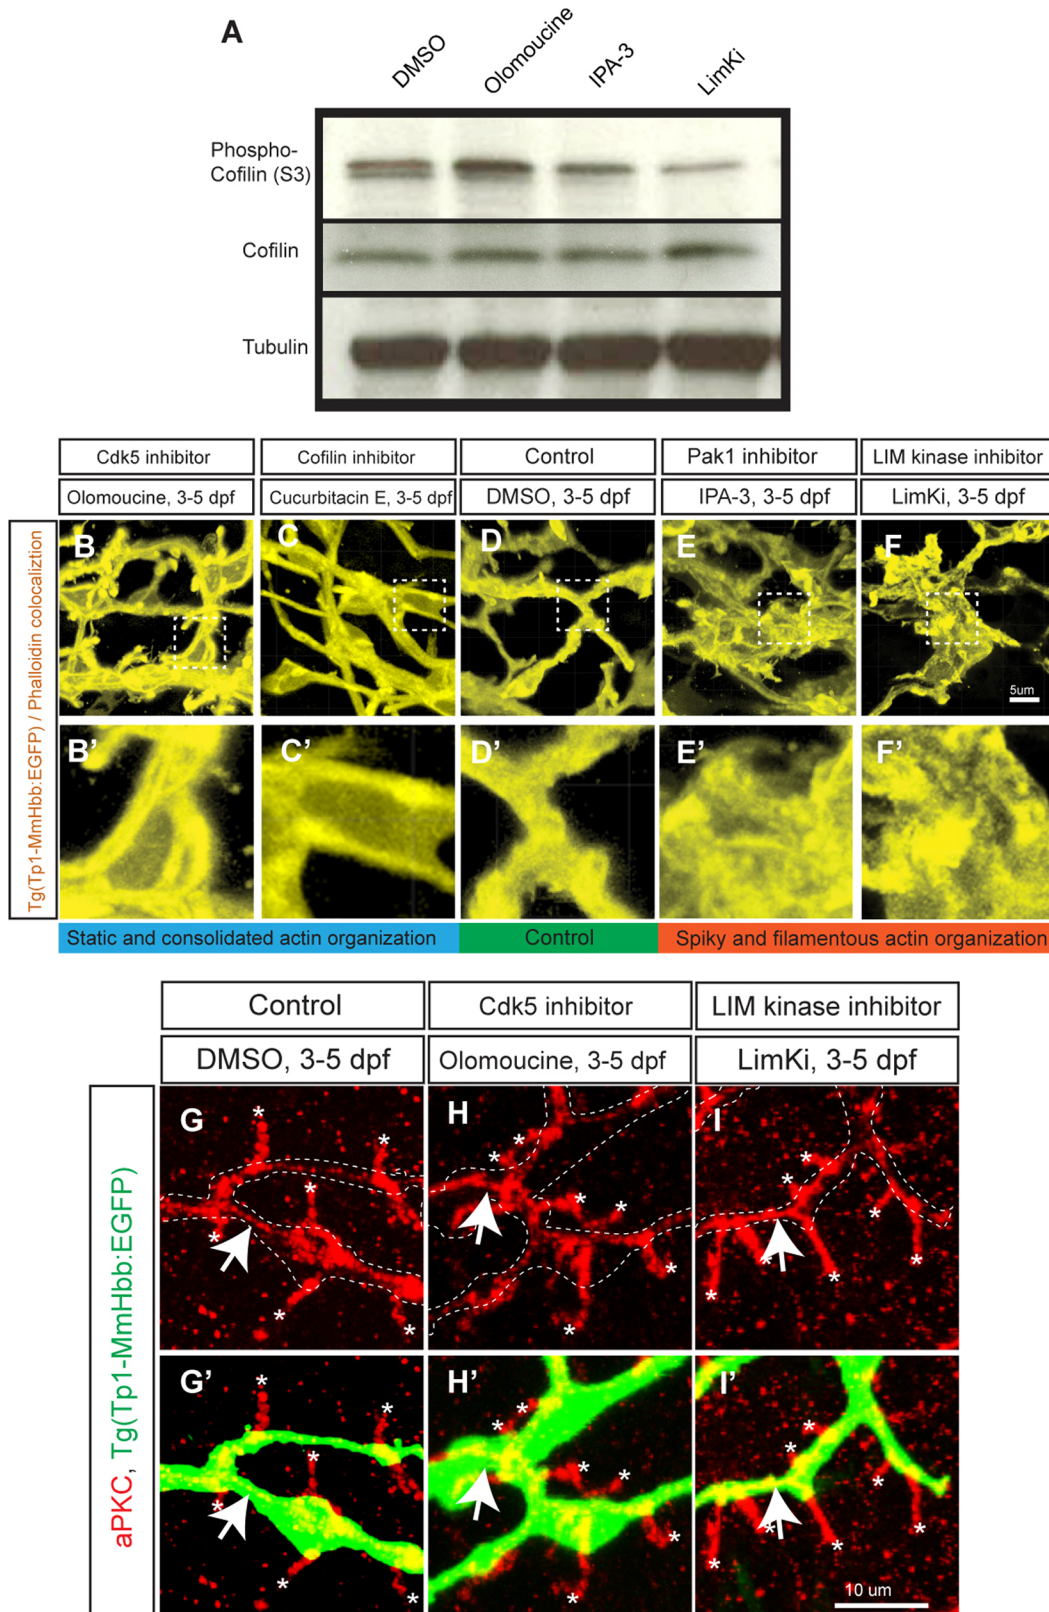 A
DMSO
Olomoucine
IPA-3
LimKi
Phospho-
Cofilin (S3)
Cofilin
Tubulin
Cdk5 inhibitor
Cofilin inhibitor
Control
Pak1 inhibitor
LIM kinase inhibitor
Olomoucine, 3-5 dpf
Cucurbitacin E, 3-5 dpf
DMSO, 3-5 dpf
IPA-3, 3-5 dpf
LimKi, 3-5 dpf
Tg(Tp1-MmHbb:EGFP) / Phalloidin colocaliztion
B
C
D
E
F
5um
B'
C'
D'
E'
F'
Static and consolidated actin organization
Control
Spiky and filamentous actin organization
Control
Cdk5 inhibitor
LIM kinase inhibitor
DMSO, 3-5 dpf
Olomoucine, 3-5 dpf
LimKi, 3-5 dpf
aPKC, Tg(Tp1-MmHbb:EGFP)
G
H
I
G'
H'
I'
10 um